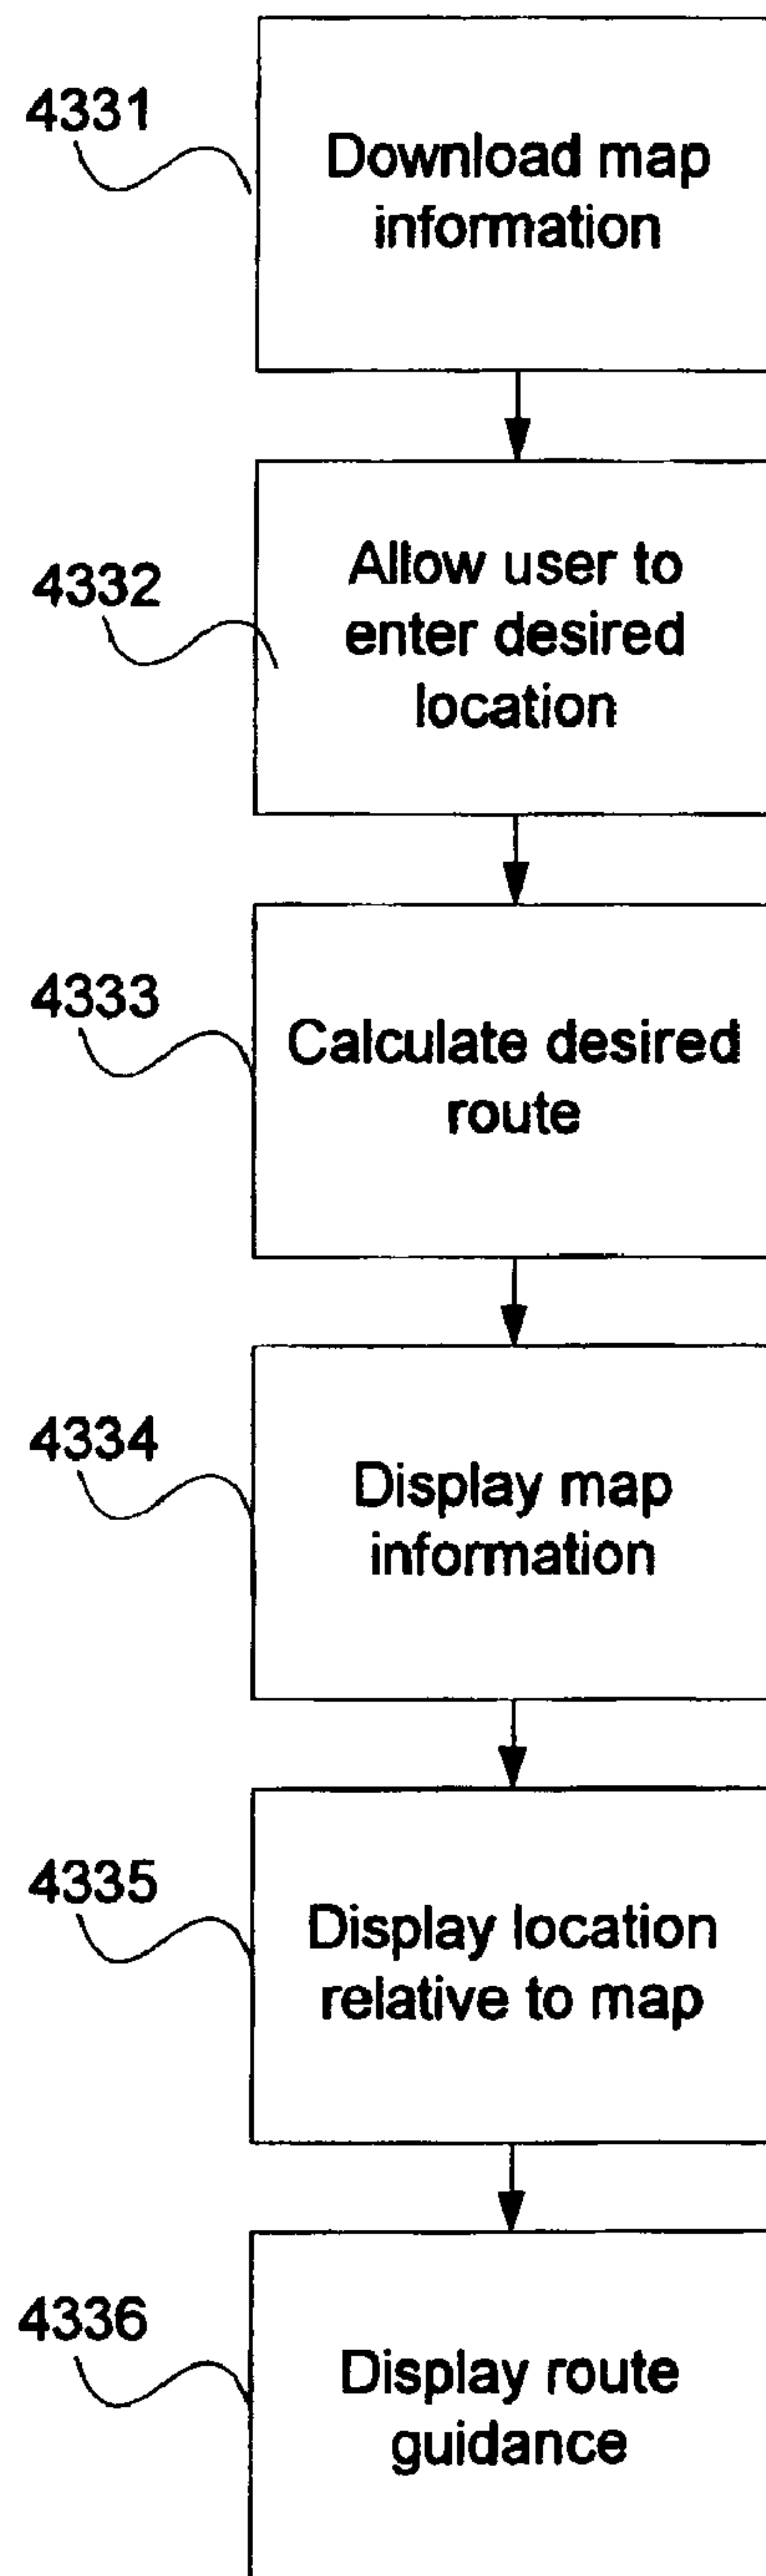 4331
Download map
information
4332
Allow user to
enter desired
location
4333
Calculate desired
route
4334
Display map
information
4335
Display location
relative to map
4336
Display route
guidance